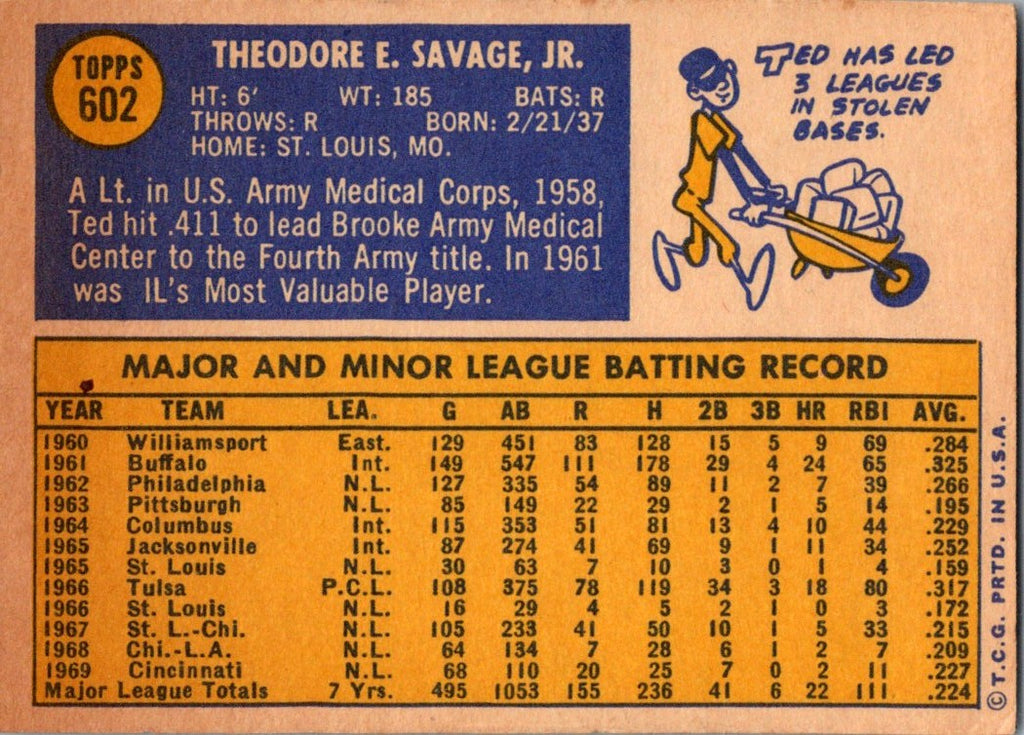 TOPPS
602
THEODORE E. SAVAGE, JR.
HT: 6' WT: 185 BATS: R
THROWS: R BORN: 2/21/37
HOME: ST. LOUIS, MO.
A Lt. in U.S. Army Medical Corps, 1958,
Ted hit .411 to lead Brooke Army Medical
Center to the Fourth Army title. In 1961
was IL's Most Valuable Player.
TED HAS LED
3 LEAGUES
IN STOLEN
BASES.
MAJOR AND MINOR LEAGUE BATTING RECORD
YEAR TEAM LEA. G AB R H 2B 3B HR RBI AVG.
1960 Williamsport East. 129 451 83 128 15 5 9 69 .284
1961 Buffalo Int. 149 547 111 178 29 4 24 65 .325
1962 Philadelphia N.L. 127 335 54 89 11 2 7 39 .266
1963 Pittsburgh N.L. 85 149 22 29 2 1 5 14 .195
1964 Columbus Int. 115 353 51 81 13 4 10 44 .229
1965 Jacksonville Int. 87 274 41 69 9 1 11 34 .252
1965 St. Louis N.L. 30 63 7 10 3 0 1 4 .159
1966 Tulsa P.C.L. 108 375 78 119 34 3 18 80 .317
1966 St. Louis N.L. 16 29 4 5 2 1 0 3 .172
1967 St. L.-Chi. N.L. 105 233 41 50 10 1 5 33 .215
1968 Chi.-L.A. N.L. 64 134 7 28 6 1 2 7 .209
1969 Cincinnati N.L. 68 110 20 25 7 0 2 11 .227
Major League Totals 7 Yrs. 495 1053 155 236 41 6 22 111 .224
© T.C.G. PRTD. IN U.S.A.